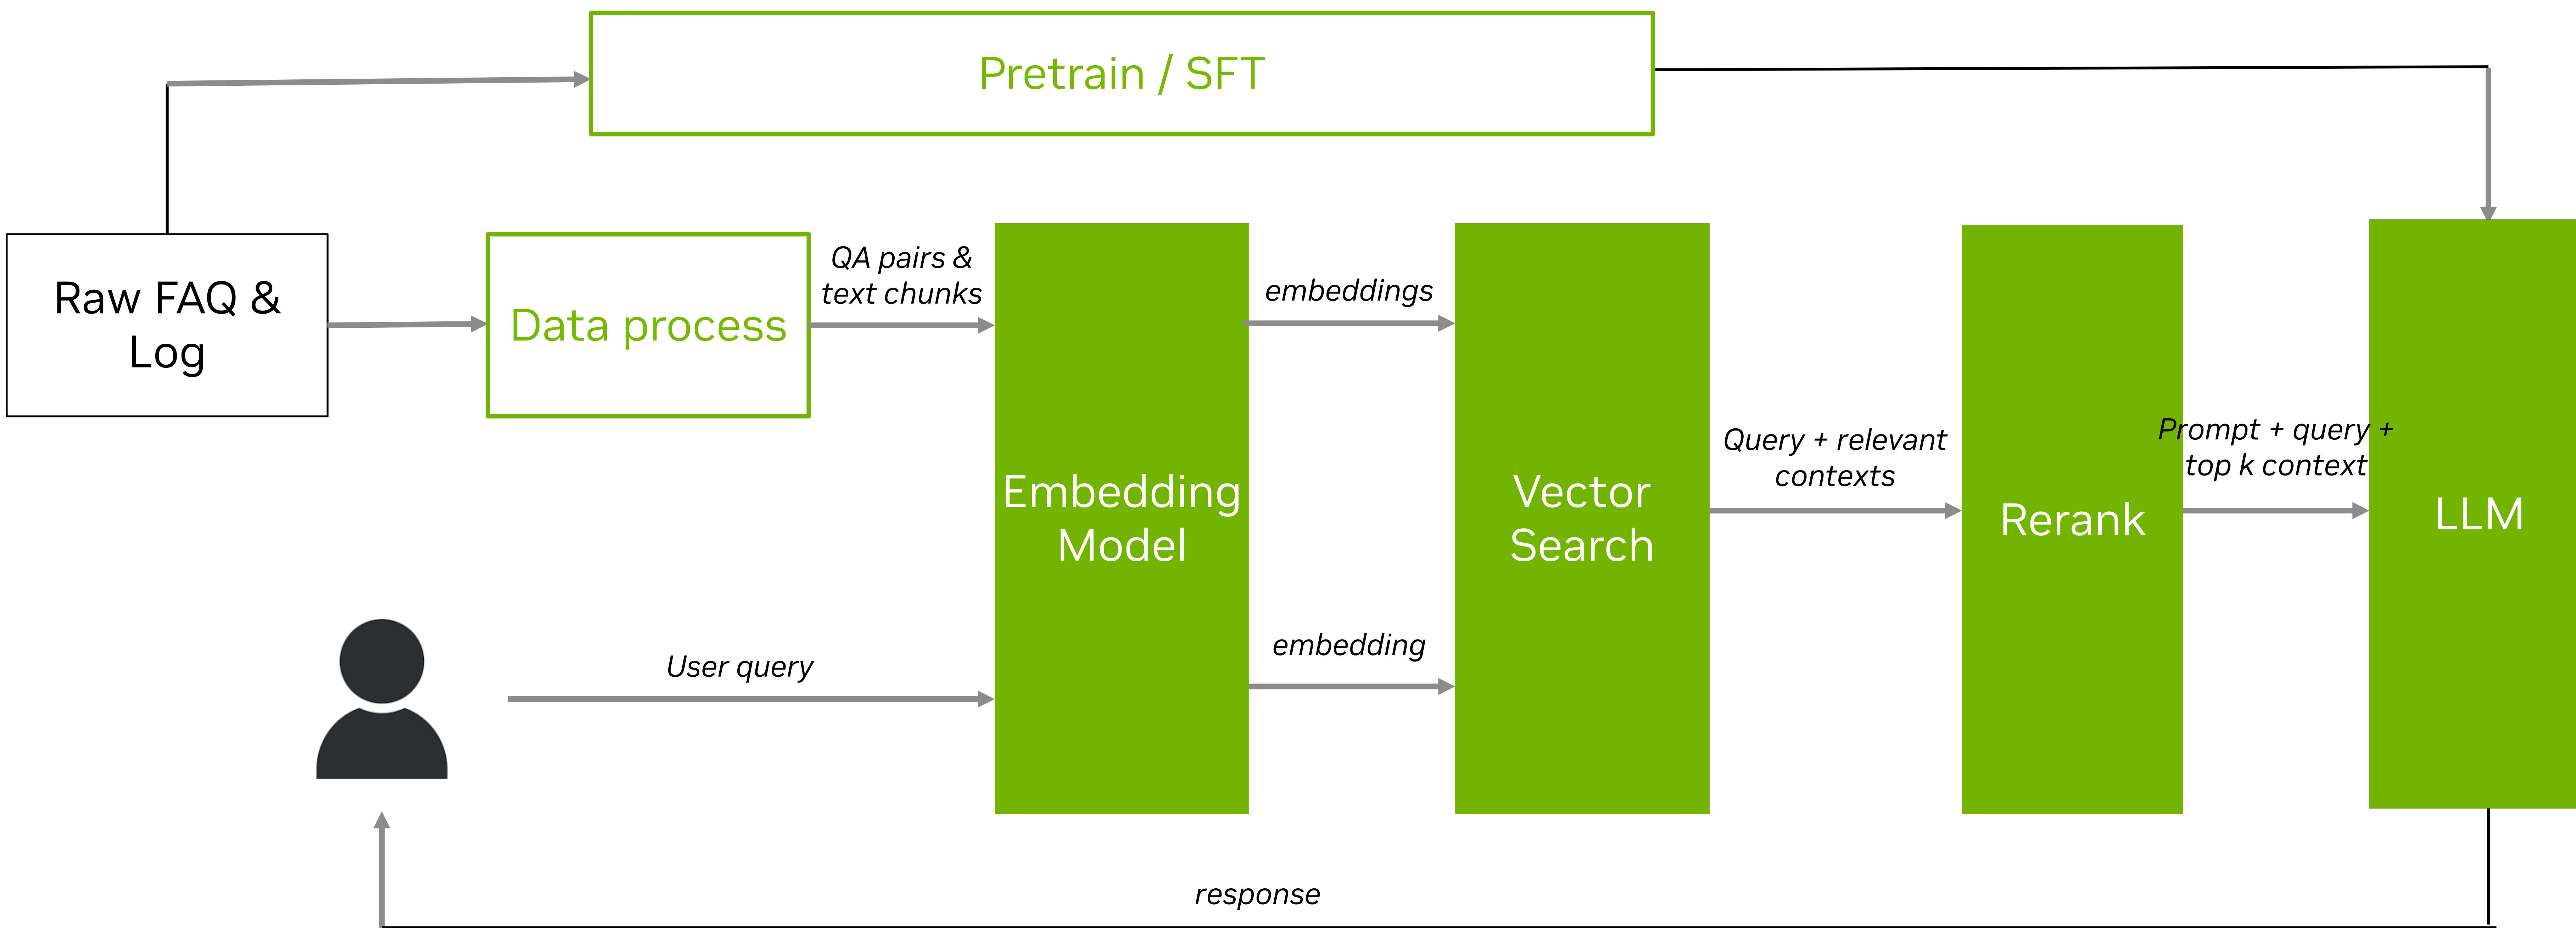 Pretrain / SFT
Raw FAQ &
Log
Data process
QA pairs &
text chunks
Embedding
Model
embeddings
Vector
Search
Query + relevant
contexts
Rerank
Prompt + query +
top k context
LLM
User query
embedding
response